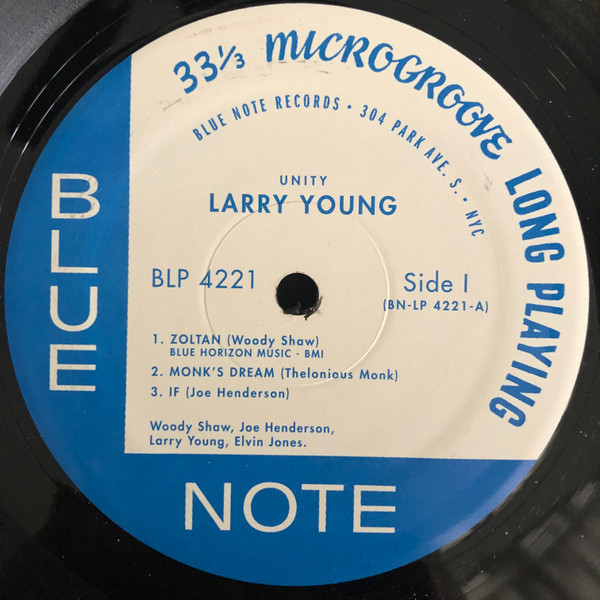 33⅓ MICROGROOVE LONG PLAYING
BLUE NOTE RECORDS • 304 PARK AVE. S. • NYC
UNITY
LARRY YOUNG
BLP 4221
Side I
(BN-LP 4221-A)
1. ZOLTAN (Woody Shaw)
BLUE HORIZON MUSIC - BMI
2. MONK'S DREAM (Thelonious Monk)
3. IF (Joe Henderson)
Woody Shaw, Joe Henderson,
Larry Young, Elvin Jones.
BLUE
NOTE